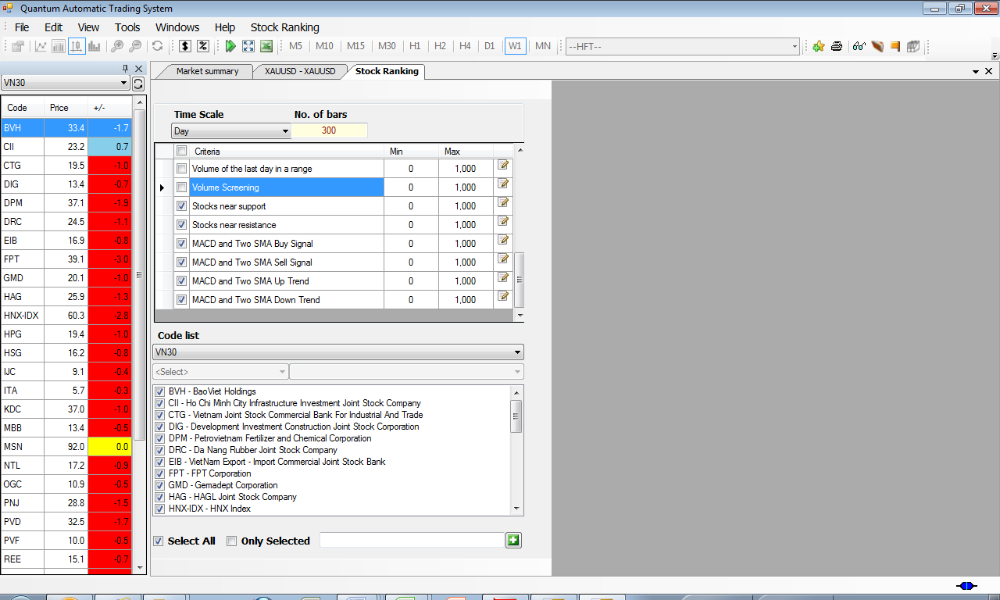 Quantum Automatic Trading System
File Edit View Tools Windows Help Stock Ranking
$ % M5 M10 M15 M30 H1 H2 H4 D1 W1 MN --HFT--
VN30
Code Price +/-
BVH 33.4 -1.7
CII 23.2 0.7
CTG 19.5 -1.0
DIG 13.4 -0.7
DPM 37.1 -1.9
DRC 24.5 -1.1
EIB 16.9 -0.8
FPT 39.1 -3.0
GMD 20.1 -1.0
HAG 25.9 -1.3
HNX-IDX 60.3 -2.8
HPG 19.4 -1.0
HSG 16.2 -0.8
IJC 9.1 -0.4
ITA 5.7 -0.3
KDC 37.0 -1.0
MBB 13.4 -0.5
MSN 92.0 0.0
NTL 17.2 -0.9
OGC 10.9 -0.5
PNJ 28.8 -1.5
PVD 32.5 -1.7
PVF 10.0 -0.5
REE 15.1 -0.7
Market summary XAUUSD - XAUUSD Stock Ranking
Time Scale No. of bars
Day 300
Criteria Min Max
Volume of the last day in a range 0 1,000
Volume Screening 0 1,000
Stocks near support 0 1,000
Stocks near resistance 0 1,000
MACD and Two SMA Buy Signal 0 1,000
MACD and Two SMA Sell Signal 0 1,000
MACD and Two SMA Up Trend 0 1,000
MACD and Two SMA Down Trend 0 1,000
Code list
VN30
<Select>
BVH - BaoViet Holdings
CII - Ho Chi Minh City Infrastructure Investment Joint Stock Company
CTG - Vietnam Joint Stock Commercial Bank For Industrial And Trade
DIG - Development Investment Construction Joint Stock Corporation
DPM - Petrovietnam Fertilizer and Chemical Corporation
DRC - Da Nang Rubber Joint Stock Company
EIB - VietNam Export - Import Commercial Joint Stock Bank
FPT - FPT Corporation
GMD - Gemadept Corporation
HAG - HAGL Joint Stock Company
HNX-IDX - HNX Index
Select All Only Selected